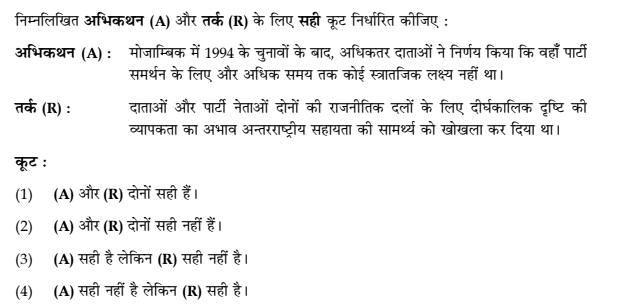 निम्नलिखित अभिकथन (A) और तर्क (R) के लिए सही कूट निर्धारित कीजिए :
अभिकथन (A) : मोजाम्बिक में 1994 के चुनावों के बाद, अधिकतर दाताओं ने निर्णय किया कि वहाँ पार्टी
समर्थन के लिए और अधिक समय तक कोई स्त्रातजिक लक्ष्य नहीं था।
तर्क (R) : दाताओं और पार्टी नेताओं दोनों की राजनीतिक दलों के लिए दीर्घकालिक दृष्टि की
व्यापकता का अभाव अन्तरराष्ट्रीय सहायता की सामर्थ्य को खोखला कर दिया था।
कूट :
(1) (A) और (R) दोनों सही हैं।
(2) (A) और (R) दोनों सही नहीं हैं।
(3) (A) सही है लेकिन (R) सही नहीं है।
(4) (A) सही नहीं है लेकिन (R) सही है।